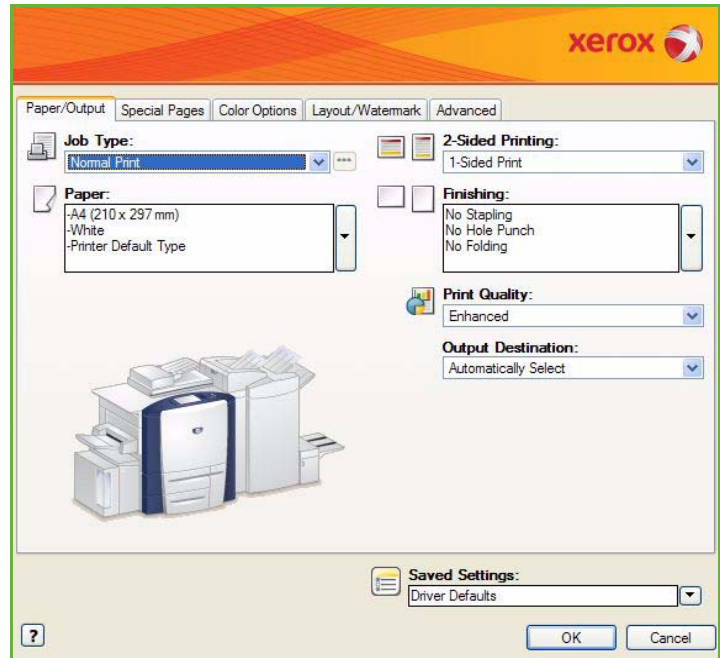 xerox
Paper/Output Special Pages Color Options Layout/Watermark Advanced
Job Type:
Normal Print
Paper:
-A4 (210 x 297 mm)
-White
-Printer Default Type
2-Sided Printing:
1-Sided Print
Finishing:
No Stapling
No Hole Punch
No Folding
Print Quality:
Enhanced
Output Destination:
Automatically Select
Saved Settings:
Driver Defaults
?
OK Cancel